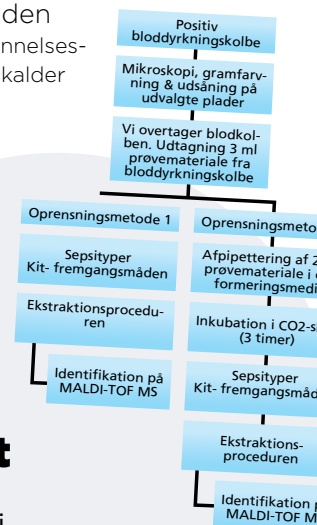 den
ennelses-
kalder
Positiv
bloddyrkningskolbe
Mikroskopi, gramfarv-
ning & udsåning på
udvalgte plader
Vi overtager blodkol-
ben. Udtagning 3 ml
prøvemateriale fra
bloddyrkningskolbe
Oprensningsmetode 1
Sepsityper
Kit- fremgangsmåden
Ekstraktionsprocedu-
ren
Identifikation på
MALDI-TOF MS
Oprensningsmeto
Afpipettering af 2
prøvemateriale i
formeringsmedi
Inkubation i CO2-s
(3 timer)
Sepsityper
Kit- fremgangsmåd
Ekstraktions-
proceduren
Identifikation p
MALDI-TOF M
t
i